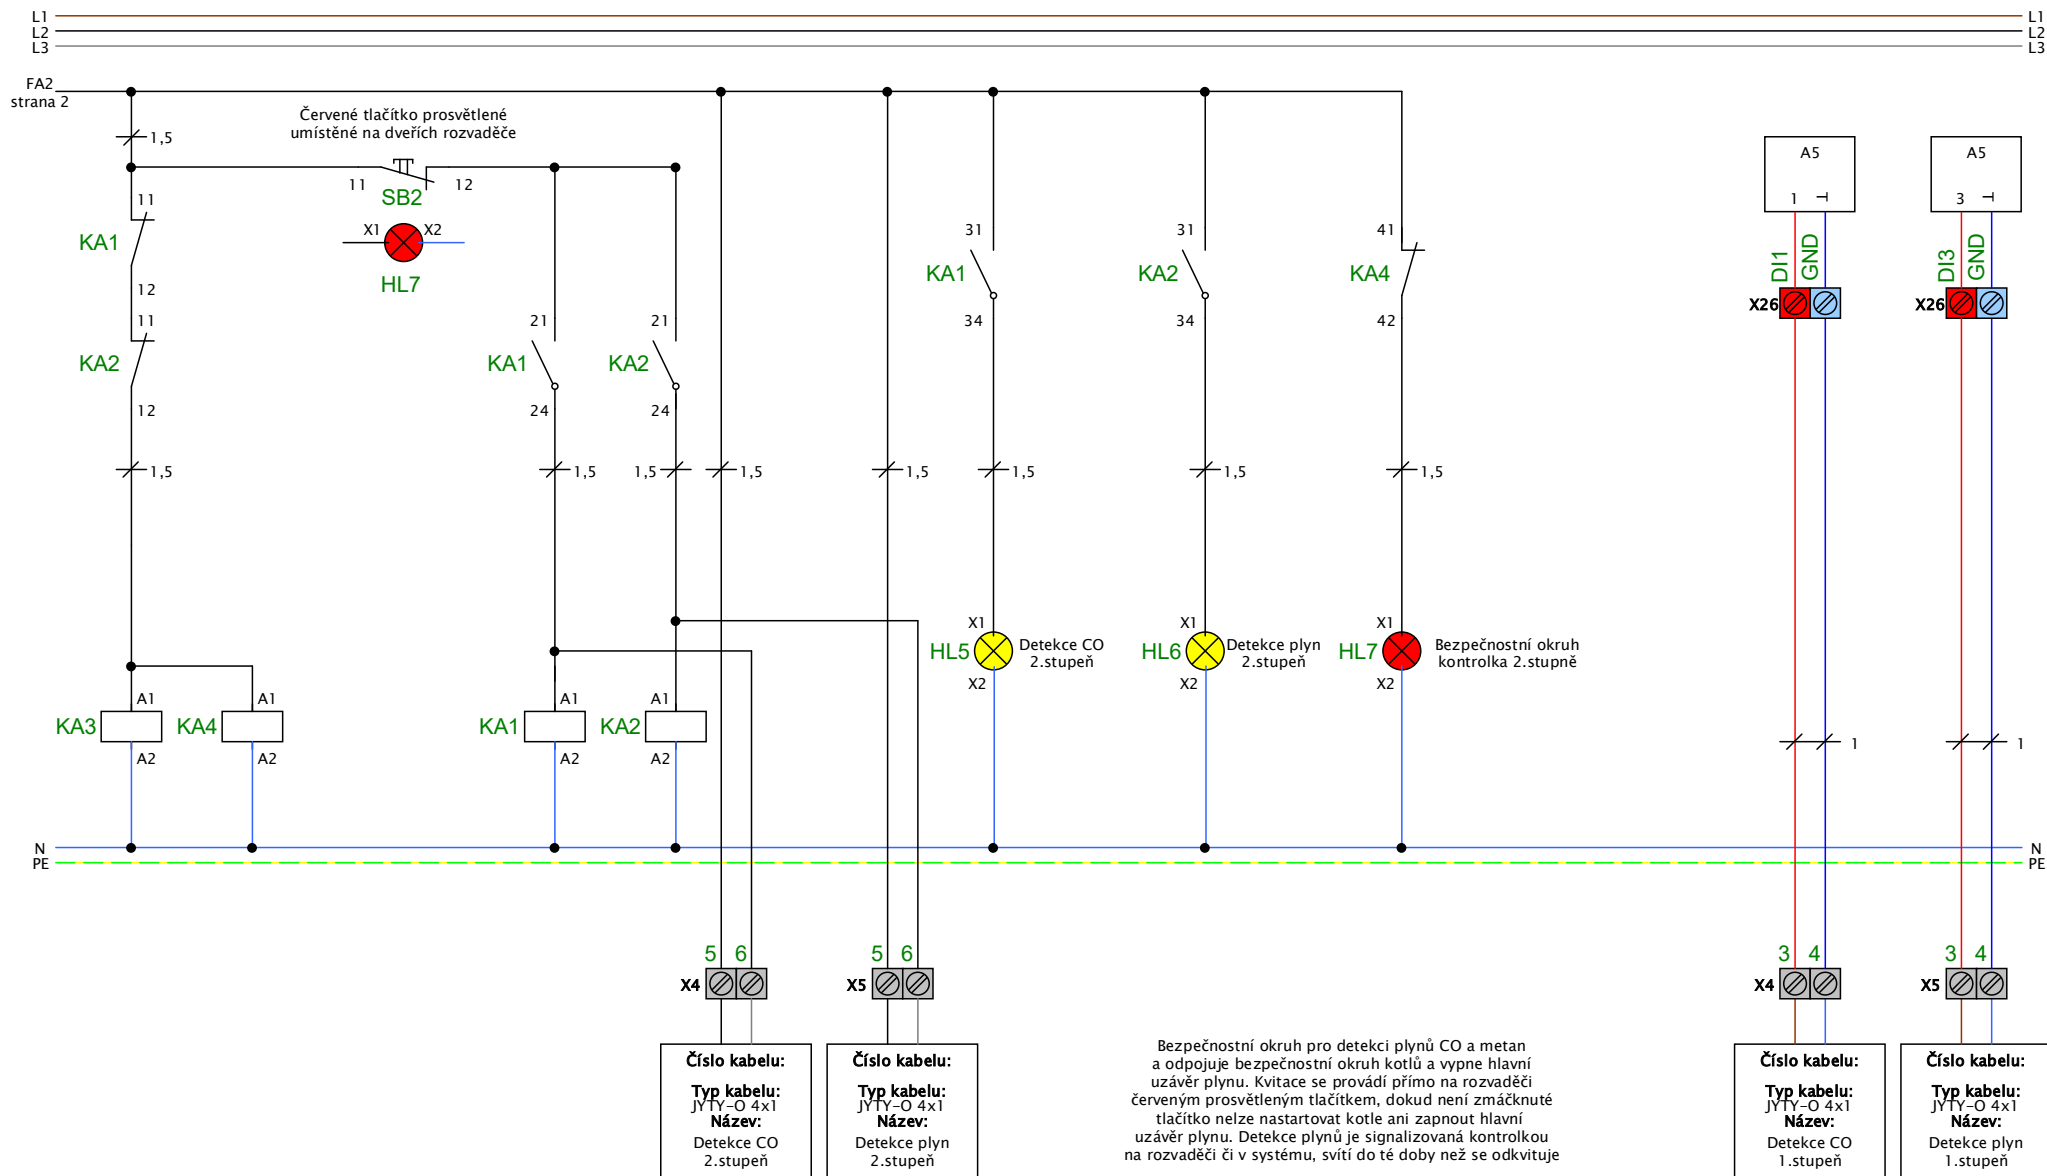 L1 L1
L2 L2
L3 L3
FA2
strana 2
Červené tlačítko prosvětlené
umístěné na dveřích rozvaděče
1,5
11 12
SB2
X1 X2
HL7
11
KA1
12
11
KA2
12
1,5
21
KA1
24
1,5
21
KA2
24
1,5
1,5
1,5
31
KA1
34
1,5
31
KA2
34
1,5
41
KA4
42
1,5
A5
1 ⊥
DI1 GND
X26
A5
3 ⊥
DI3 GND
X26
X1
HL5
X2
Detekce CO
2.stupeň
X1
HL6
X2
Detekce plyn
2.stupeň
X1
HL7
X2
Bezpečnostní okruh
kontrolka 2.stupně
A1
KA3
A2
A1
KA4
A2
A1
KA1
A2
A1
KA2
A2
1
1
N N
PE PE
5 6
X4
5 6
X5
3 4
X4
3 4
X5
Číslo kabelu:
Typ kabelu:
JYTY-O 4x1
Název:
Detekce CO
2.stupeň
Číslo kabelu:
Typ kabelu:
JYTY-O 4x1
Název:
Detekce plyn
2.stupeň
Bezpečnostní okruh pro detekci plynů CO a metan
a odpojuje bezpečnostní okruh kotlů a vypne hlavní
uzávěr plynu. Kvitace se provádí přímo na rozvaděči
červeným prosvětleným tlačítkem, dokud není zmáčknuté
tlačítko nelze nastartovat kotle ani zapnout hlavní
uzávěr plynu. Detekce plynů je signalizovaná kontrolkou
na rozvaděči či v systému, svítí do té doby než se odkvituje
Číslo kabelu:
Typ kabelu:
JYTY-O 4x1
Název:
Detekce CO
1.stupeň
Číslo kabelu:
Typ kabelu:
JYTY-O 4x1
Název:
Detekce plyn
1.stupeň